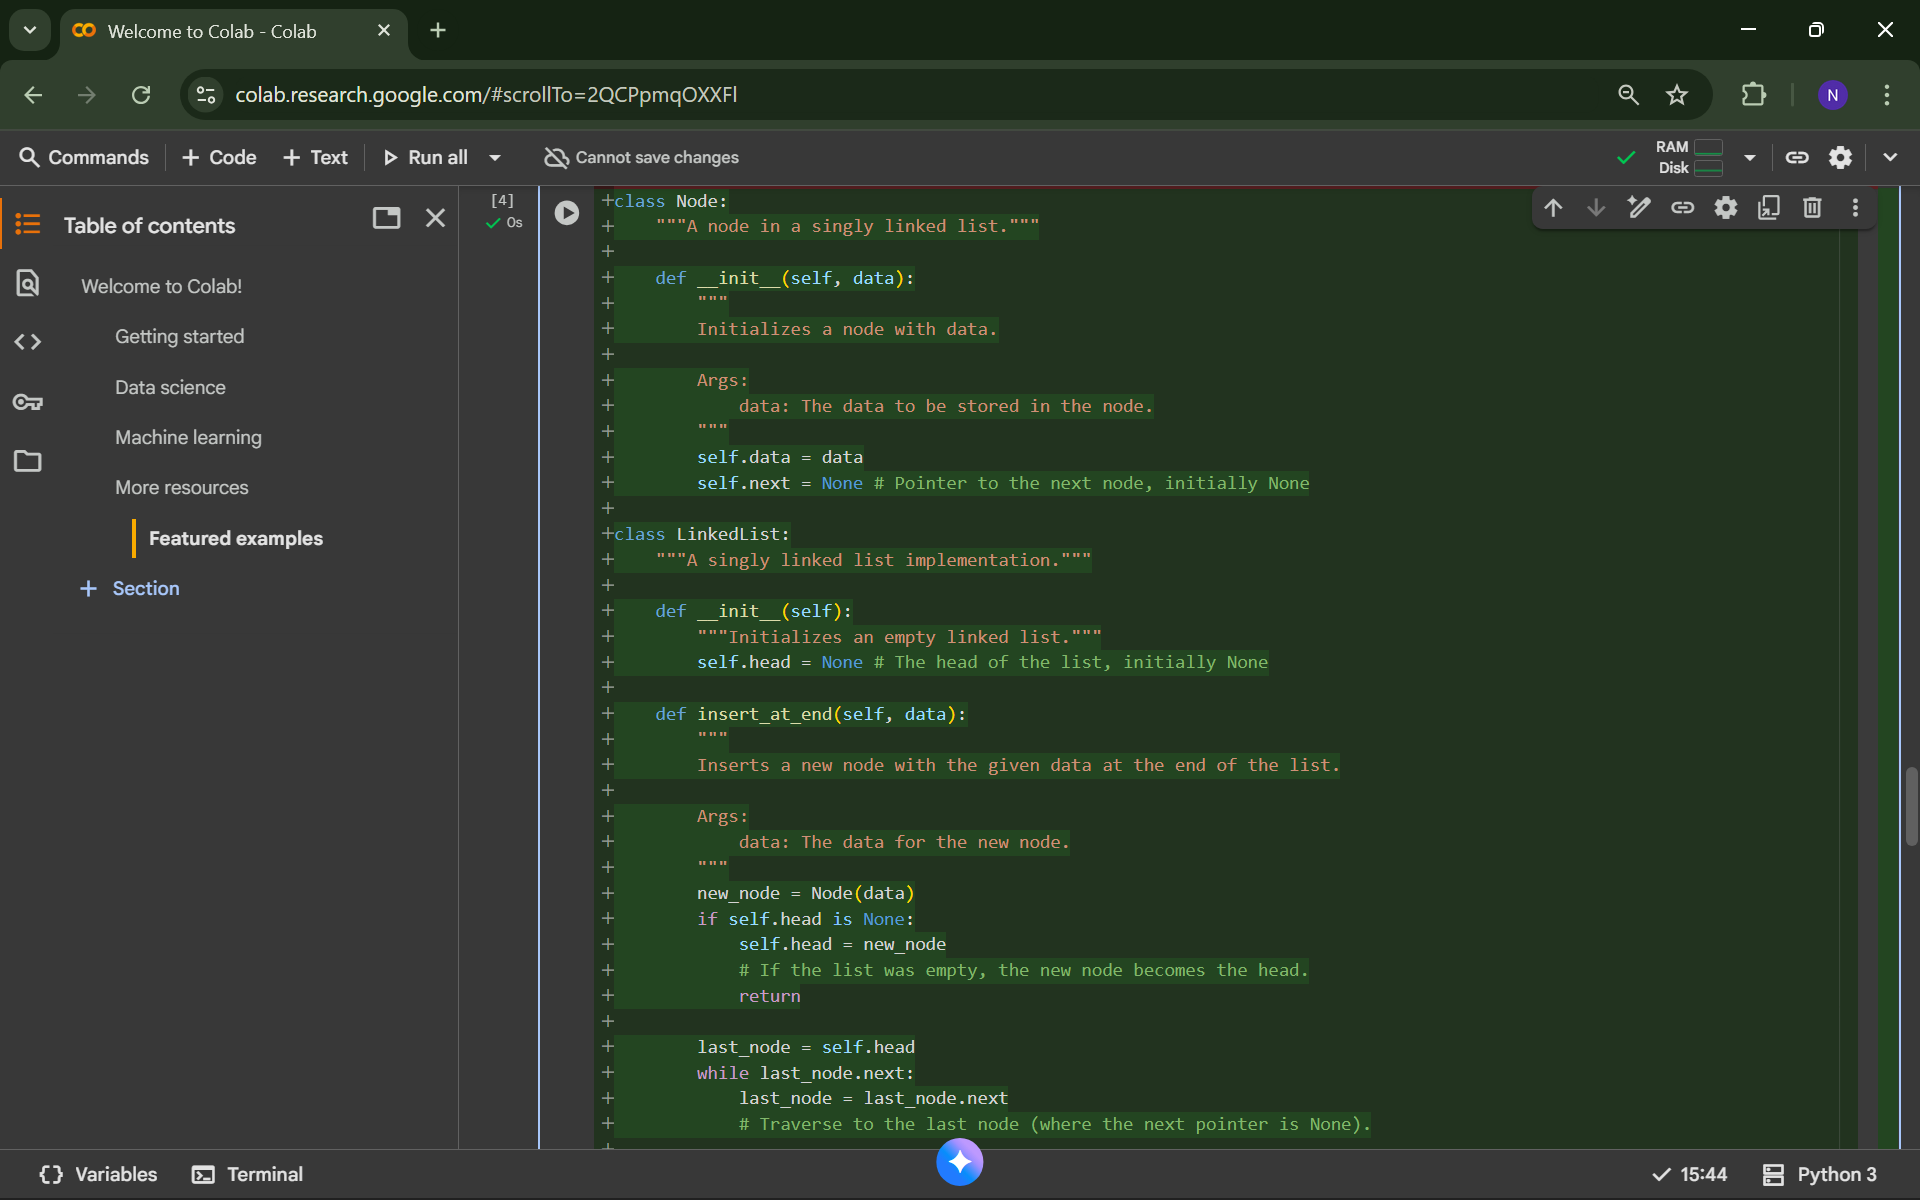 Welcome to Colab - Colab
colab.research.google.com/#scrollTo=2QCPpmqOXXFl
N
Commands
+ Code
+ Text
Run all
Cannot save changes
RAM
Disk
Table of contents
Welcome to Colab!
Getting started
Data science
Machine learning
More resources
Featured examples
+ Section
[4]
0s
+class Node:
+    """A node in a singly linked list."""
+
+    def __init__(self, data):
+        """
+        Initializes a node with data.
+
+        Args:
+            data: The data to be stored in the node.
+        """
+        self.data = data
+        self.next = None # Pointer to the next node, initially None
+
+class LinkedList:
+    """A singly linked list implementation."""
+
+    def __init__(self):
+        """Initializes an empty linked list."""
+        self.head = None # The head of the list, initially None
+
+    def insert_at_end(self, data):
+        """
+        Inserts a new node with the given data at the end of the list.
+
+        Args:
+            data: The data for the new node.
+        """
+        new_node = Node(data)
+        if self.head is None:
+            self.head = new_node
+            # If the list was empty, the new node becomes the head.
+            return
+
+        last_node = self.head
+        while last_node.next:
+            last_node = last_node.next
+            # Traverse to the last node (where the next pointer is None).
+
{} Variables
Terminal
15:44
Python 3